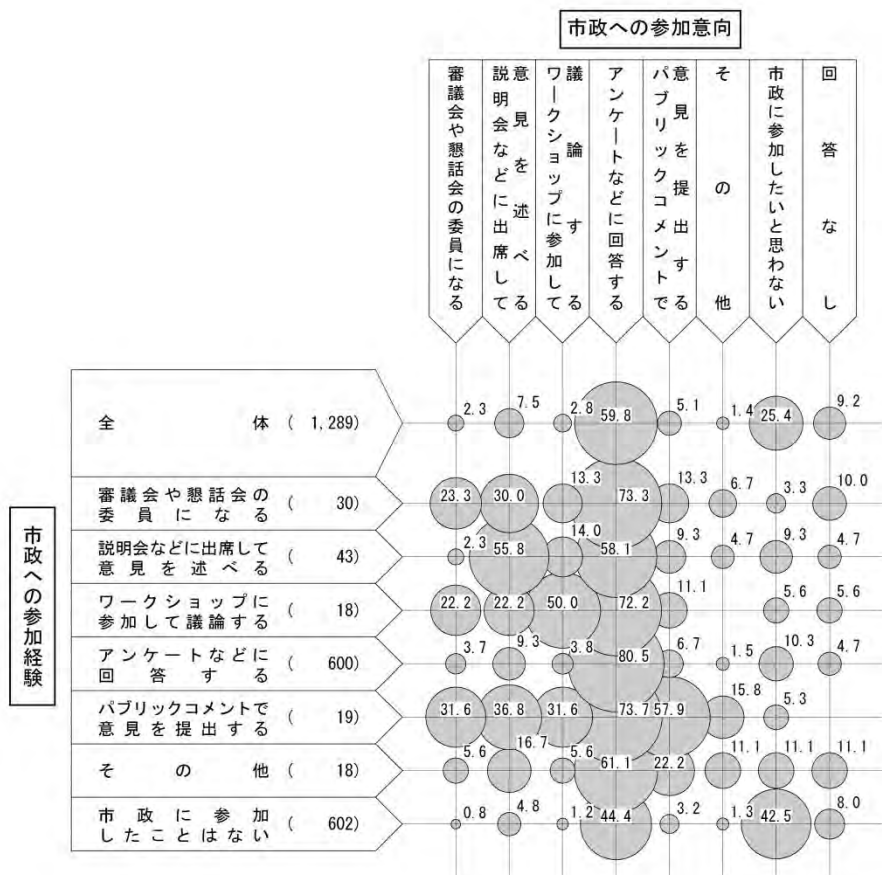 市政への参加意向
審議会や懇話会の委員になる
説明会などに出席して
意見を述べる
ワークショップに参加して
議論する
アンケートなどに回答する
パブリックコメントで
意見を提出する
その他
市政に参加したいと思わない
回答なし
市政への参加経験
全体 ( 1,289)
2.3 7.5 2.8 59.8 5.1 1.4 25.4 9.2
審議会や懇話会の
委員になる ( 30)
23.3 30.0 13.3 73.3 13.3 6.7 3.3 10.0
説明会などに出席して
意見を述べる ( 43)
2.3 55.8 14.0 58.1 9.3 4.7 9.3 4.7
ワークショップに
参加して議論する ( 18)
22.2 22.2 50.0 72.2 11.1 5.6 5.6
アンケートなどに
回答する ( 600)
3.7 9.3 3.8 80.5 6.7 1.5 10.3 4.7
パブリックコメントで
意見を提出する ( 19)
31.6 36.8 31.6 73.7 57.9 15.8 5.3
その他 ( 18)
5.6 16.7 5.6 61.1 22.2 11.1 11.1 11.1
市政に参加
したことはない ( 602)
0.8 4.8 1.2 44.4 3.2 1.3 42.5 8.0